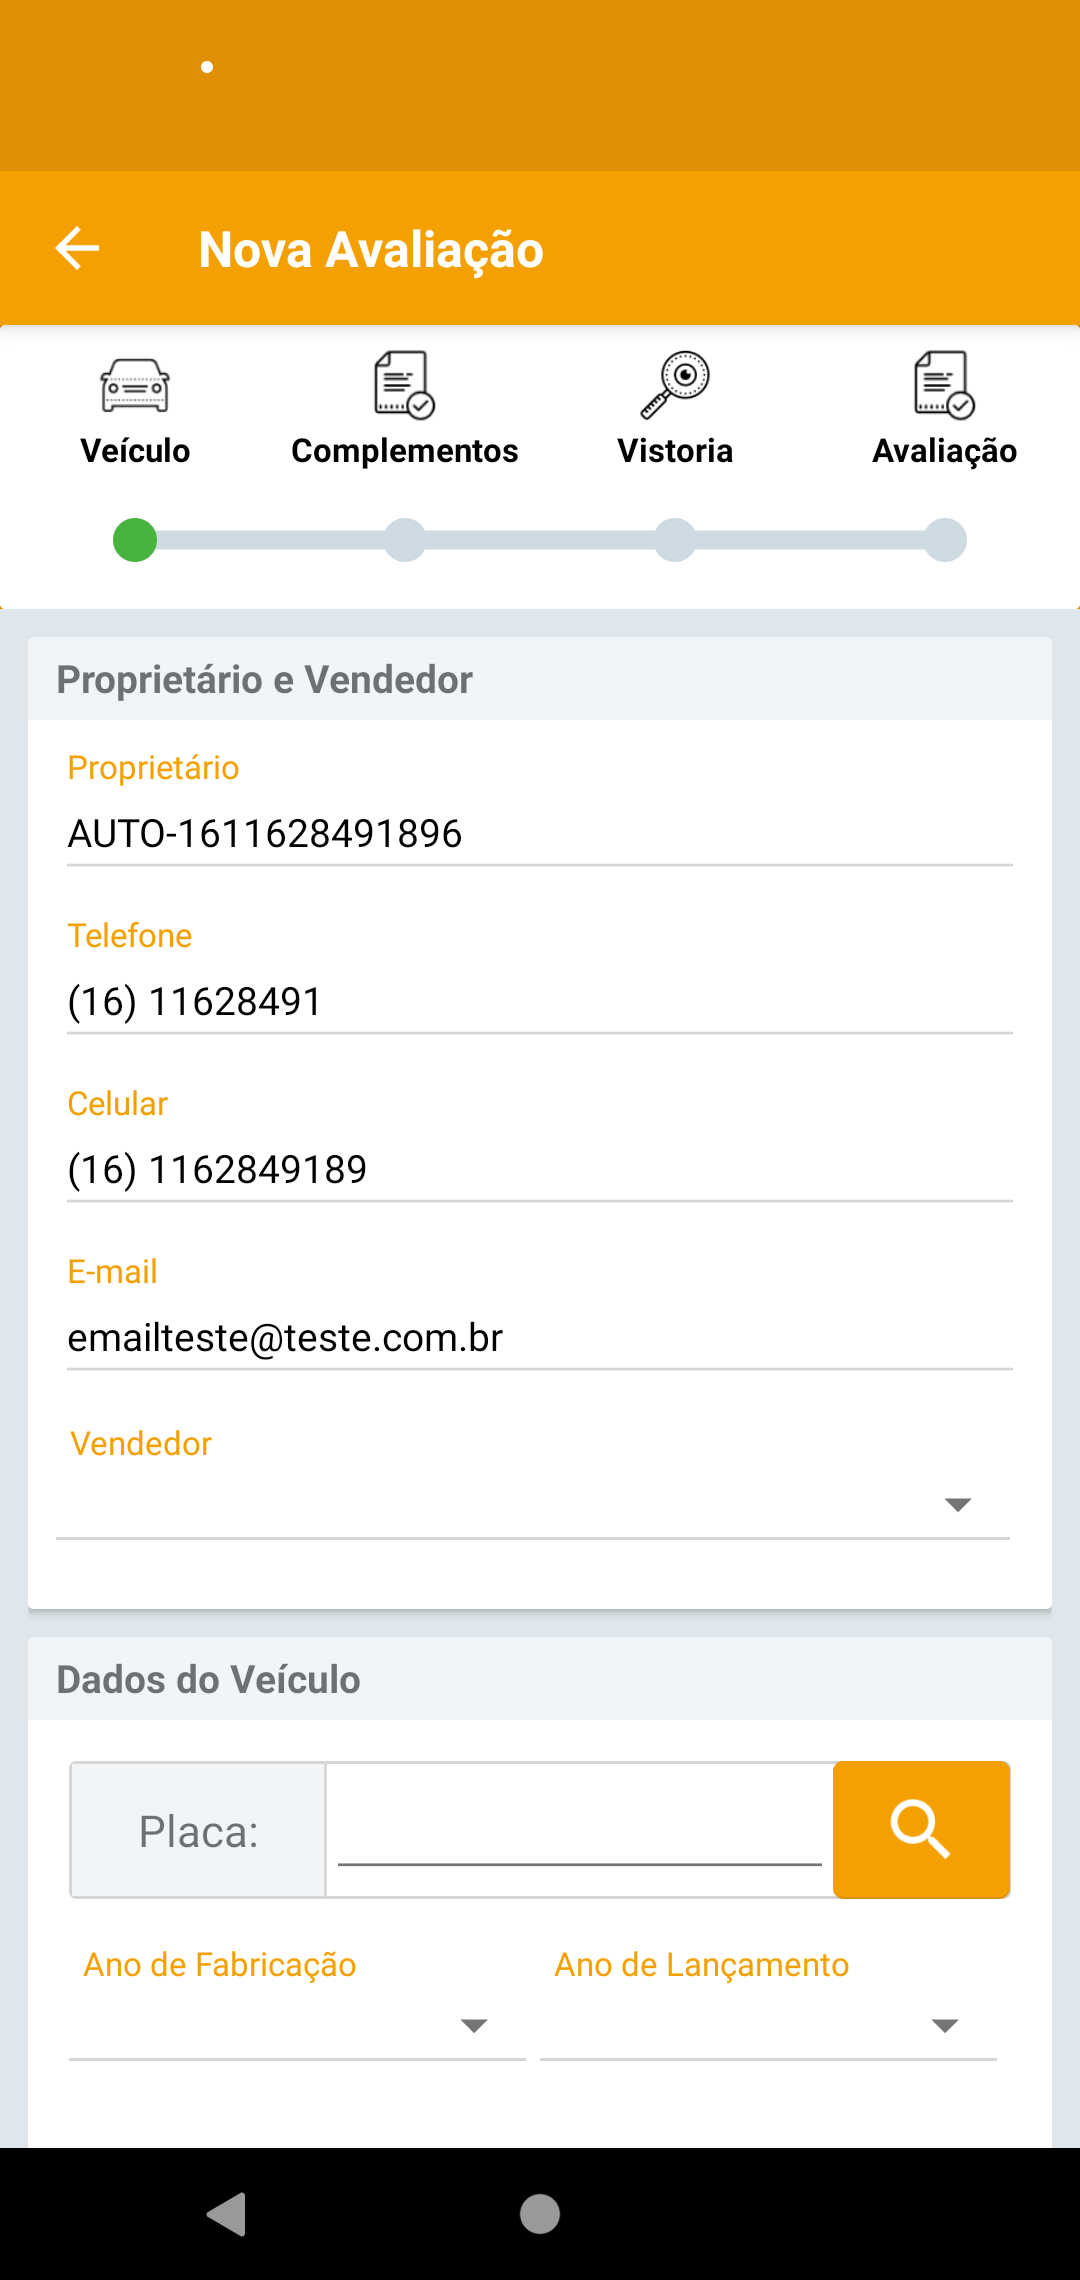 Nova Avaliação
Veículo Complementos Vistoria Avaliação
Proprietário e Vendedor
Proprietário
AUTO-1611628491896
Telefone
(16) 11628491
Celular
(16) 1162849189
E-mail
emailteste@teste.com.br
Vendedor
Dados do Veículo
Placa:
Ano de Fabricação Ano de Lançamento